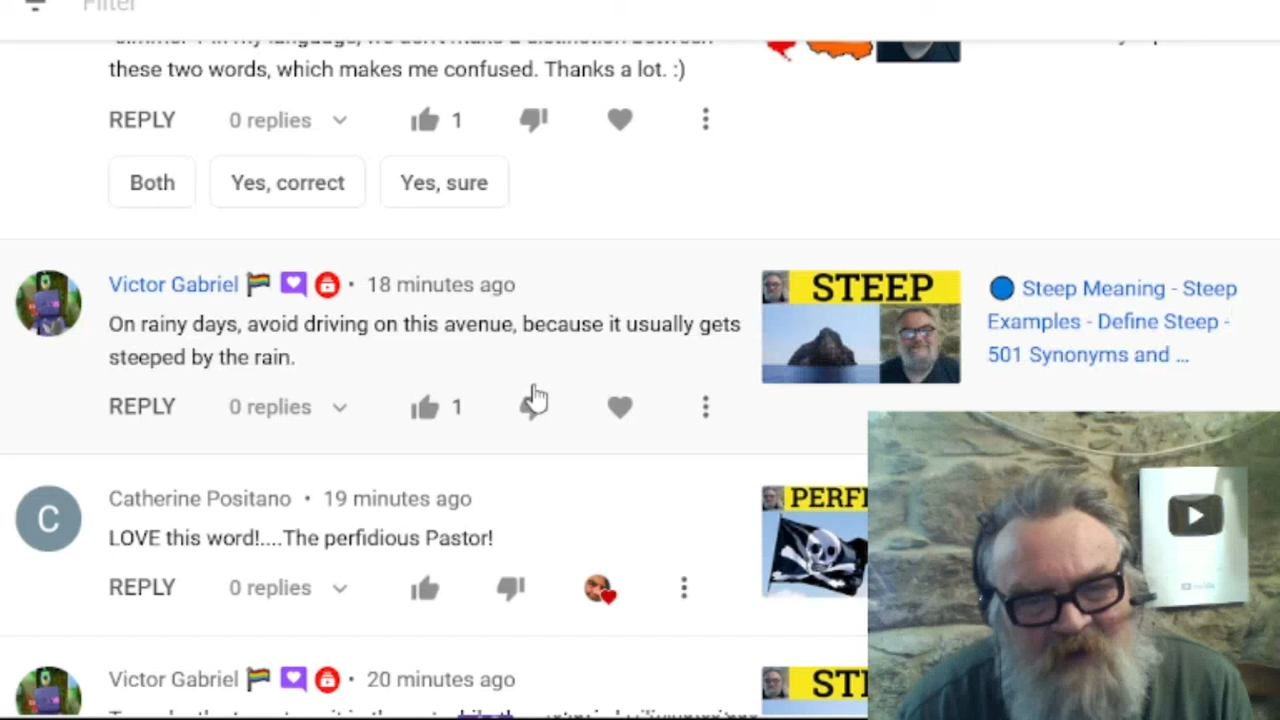 Filter
these two words, which makes me confused. Thanks a lot. :)
REPLY 0 replies 1
Both Yes, correct Yes, sure
Victor Gabriel • 18 minutes ago
On rainy days, avoid driving on this avenue, because it usually gets
steeped by the rain.
REPLY 0 replies 1
STEEP
Steep Meaning - Steep
Examples - Define Steep -
501 Synonyms and ...
Catherine Positano • 19 minutes ago
LOVE this word!....The perfidious Pastor!
REPLY 0 replies
PERFI
C
Victor Gabriel • 20 minutes ago
STE